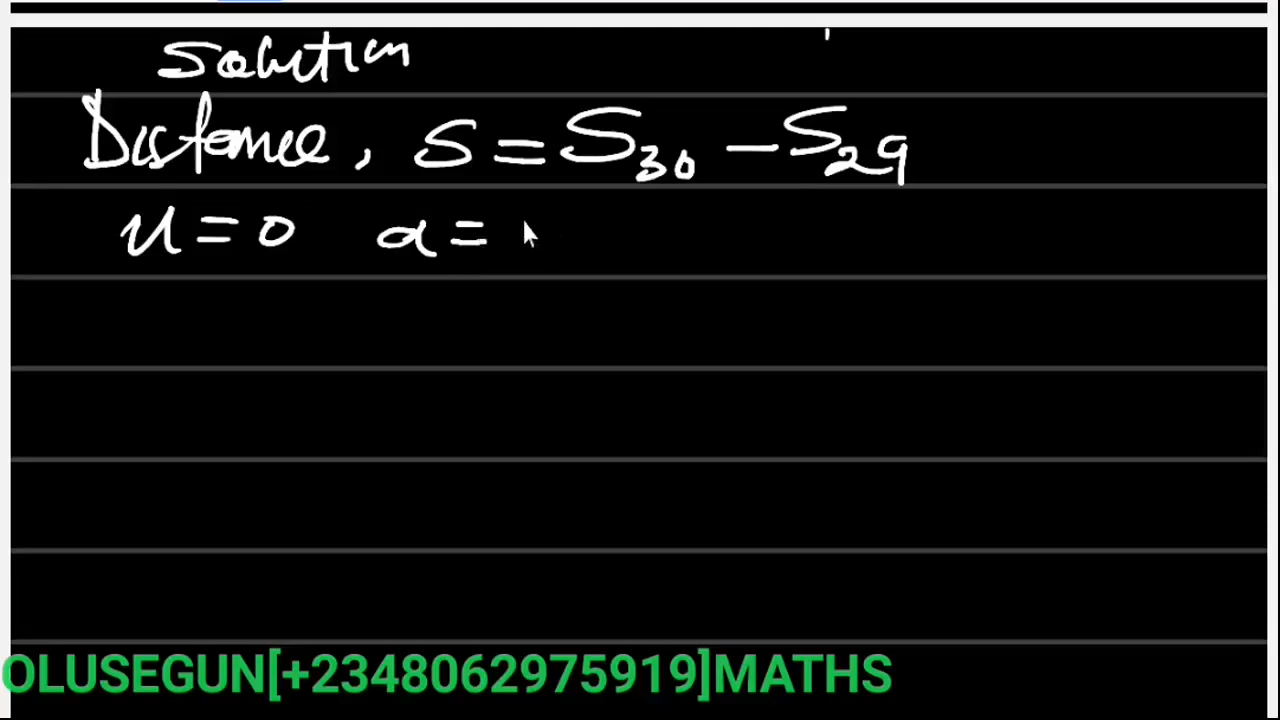 Solution
Distance, S = S₃₀ - S₂₉
u = 0 a =
OLUSEGUN[+2348062975919]MATHS